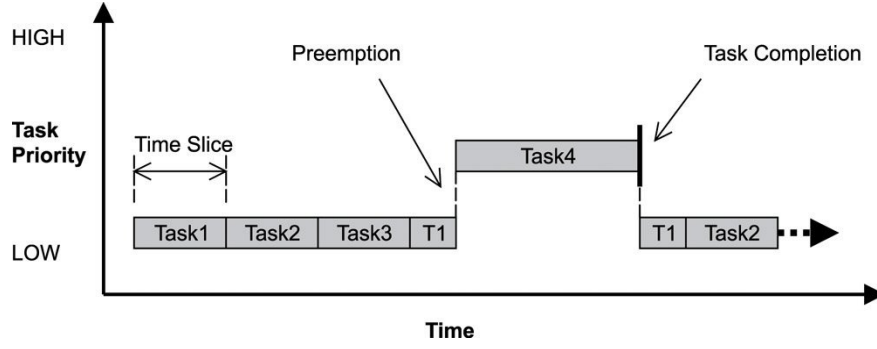 HIGH
Preemption
Task Completion
Task
Priority
Time Slice
Task4
Task1
Task2
Task3
T1
T1
Task2
LOW
Time